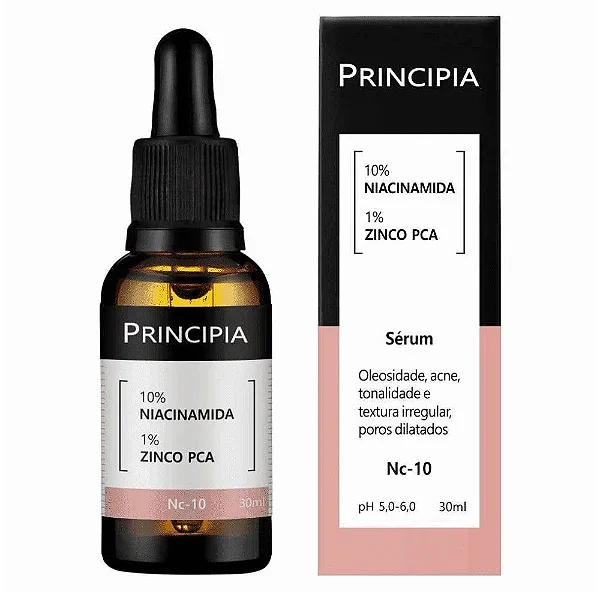 PRINCIPIA
10%
NIACINAMIDA
1%
ZINCO PCA
Nc-10 30ml
PRINCIPIA
10%
NIACINAMIDA
1%
ZINCO PCA
Sérum
Oleosidade, acne,
tonalidade e
textura irregular,
poros dilatados
Nc-10
pH 5,0-6,0 30ml